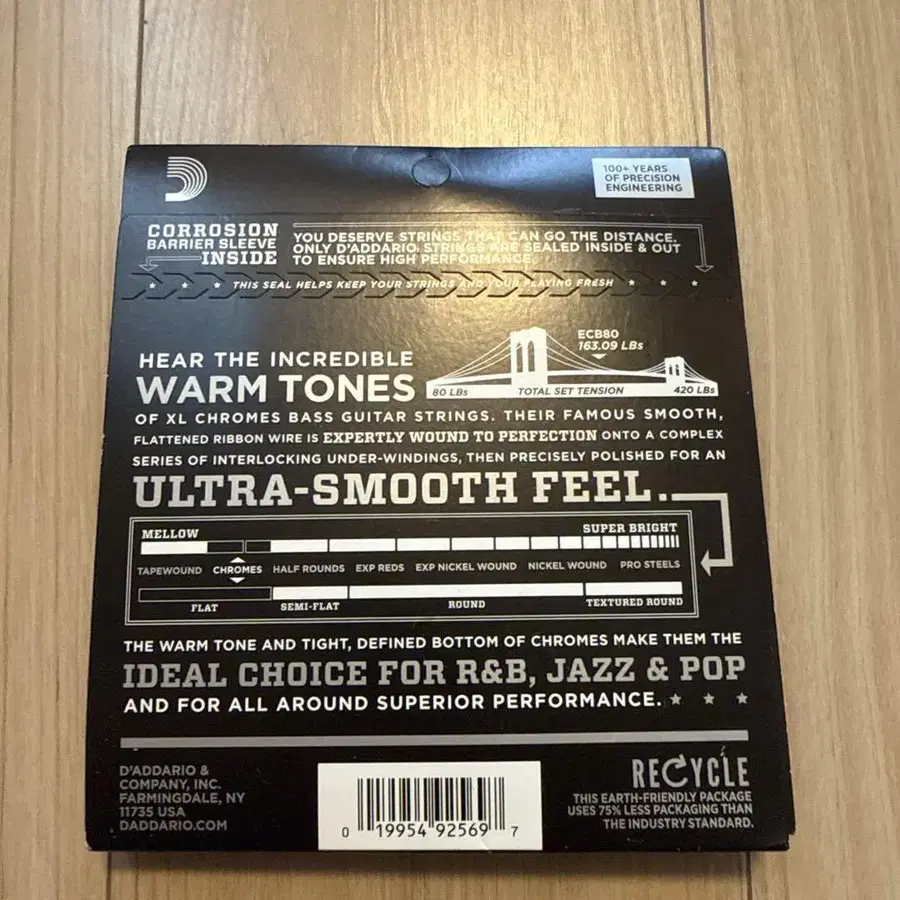 100+ YEARS
OF PRECISION
ENGINEERING
CORROSION
BARRIER SLEEVE
INSIDE
YOU DESERVE STRINGS THAT CAN GO THE DISTANCE.
ONLY D'ADDARIO STRINGS ARE SEALED INSIDE & OUT
TO ENSURE HIGH PERFORMANCE.
★ ★ ★ THIS SEAL HELPS KEEP YOUR STRINGS AND YOUR PLAYING FRESH ★ ★ ★
ECB80
163.09 LBs
80 LBs TOTAL SET TENSION 420 LBs
HEAR THE INCREDIBLE
WARM TONES
OF XL CHROMES BASS GUITAR STRINGS. THEIR FAMOUS SMOOTH,
FLATTENED RIBBON WIRE IS EXPERTLY WOUND TO PERFECTION ONTO A COMPLEX
SERIES OF INTERLOCKING UNDER-WINDINGS, THEN PRECISELY POLISHED FOR AN
ULTRA-SMOOTH FEEL.
MELLOW SUPER BRIGHT
TAPEWOUND CHROMES HALF ROUNDS EXP REDS EXP NICKEL WOUND NICKEL WOUND PRO STEELS
FLAT SEMI-FLAT ROUND TEXTURED ROUND
THE WARM TONE AND TIGHT, DEFINED BOTTOM OF CHROMES MAKE THEM THE
IDEAL CHOICE FOR R&B, JAZZ & POP
AND FOR ALL AROUND SUPERIOR PERFORMANCE. ★ ★ ★
D'ADDARIO &
COMPANY, INC.
FARMINGDALE, NY
11735 USA
DADDARIO.COM
0 19954 92569 7
RECYCLE
THIS EARTH-FRIENDLY PACKAGE
USES 75% LESS PACKAGING THAN
THE INDUSTRY STANDARD.